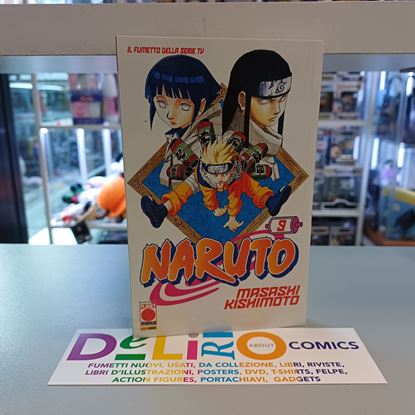 IL FUMETTO DELLA SERIE TV
9
NARUTO
MASASHI
KISHIMOTO
DELIRIO ABOUT COMICS
FUMETTI NUOVI, USATI, DA COLLEZIONE, LIBRI, RIVISTE,
LIBRI D'ILLUSTRAZIONI, POSTERS, DVD, T-SHIRTS, FELPE,
ACTION FIGURES, PORTACHIAVI, GADGETS